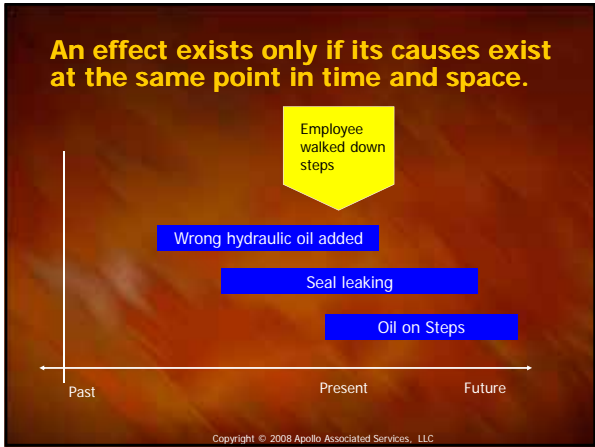 An effect exists only if its causes exist
at the same point in time and space.
Employee
walked down
steps
Wrong hydraulic oil added
Seal leaking
Oil on Steps
Past
Present
Future
Copyright © 2008 Apollo Associated Services, LLC